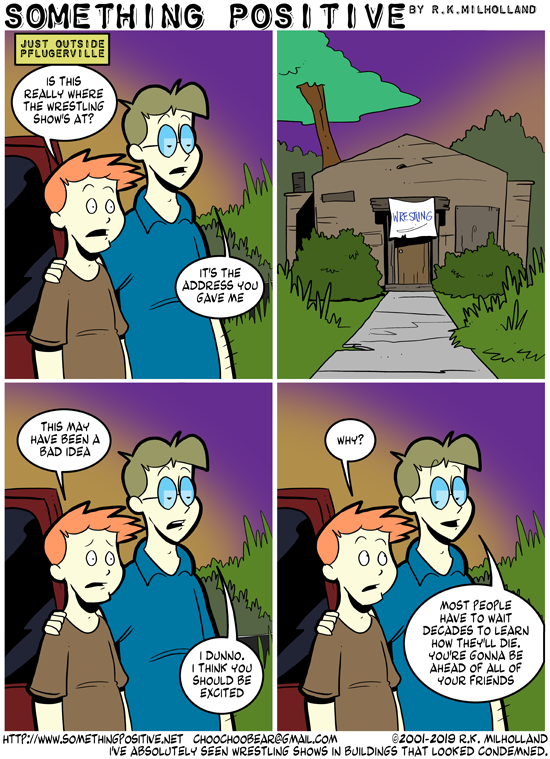 SOMETHING POSITIVE BY R.K.MILHOLLAND
JUST OUTSIDE
PFLUGERVILLE
IS THIS
REALLY WHERE
THE WRESTLING
SHOW'S AT?
IT'S THE
ADDRESS YOU
GAVE ME
WRESTLING
THIS MAY
HAVE BEEN A
BAD IDEA
I DUNNO.
I THINK YOU
SHOULD BE
EXCITED
WHY?
MOST PEOPLE
HAVE TO WAIT
DECADES TO LEARN
HOW THEY'LL DIE.
YOU'RE GONNA BE
AHEAD OF ALL OF
YOUR FRIENDS
HTTP://WWW.SOMETHINGPOSITIVE.NET CHOOCHOOBEAR@GMAIL.COM ©2001-2019 R.K. MILHOLLAND
I'VE ABSOLUTELY SEEN WRESTLING SHOWS IN BUILDINGS THAT LOOKED CONDEMNED.